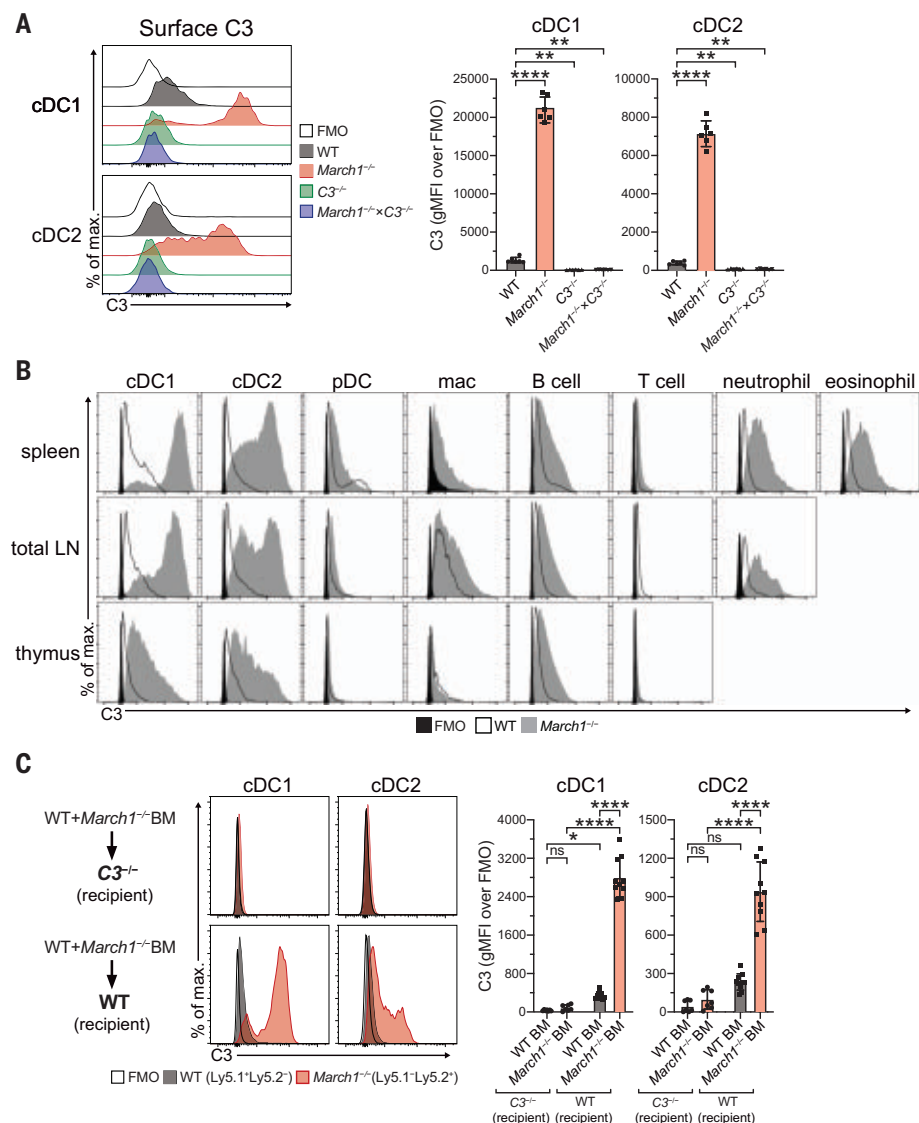 A
Surface C3
cDC1
cDC2
% of max.
C3
FMO
WT
March1⁻/⁻
C3⁻/⁻
March1⁻/⁻×C3⁻/⁻
cDC1
C3 (gMFI over FMO)
25000
20000
15000
10000
5000
0
**
**
****
WT
March1⁻/⁻
C3⁻/⁻
March1⁻/⁻×C3⁻/⁻
cDC2
10000
8000
6000
4000
2000
0
**
**
****
WT
March1⁻/⁻
C3⁻/⁻
March1⁻/⁻×C3⁻/⁻
B
cDC1 cDC2 pDC mac B cell T cell neutrophil eosinophil
spleen
total LN
thymus
% of max.
C3
FMO WT March1⁻/⁻
C
cDC1 cDC2
WT+March1⁻/⁻BM
C3⁻/⁻
(recipient)
WT+March1⁻/⁻BM
WT
(recipient)
% of max.
C3
FMO WT (Ly5.1⁺Ly5.2⁻) March1⁻/⁻(Ly5.1⁻Ly5.2⁺)
cDC1
C3 (gMFI over FMO)
4000
3200
2400
1600
800
0
****
****
*
ns
WT BM
March1⁻/⁻ BM
WT BM
March1⁻/⁻ BM
C3⁻/⁻ WT
(recipient) (recipient)
cDC2
1500
1200
900
600
300
0
****
****
ns
ns
WT BM
March1⁻/⁻ BM
WT BM
March1⁻/⁻ BM
C3⁻/⁻ WT
(recipient) (recipient)